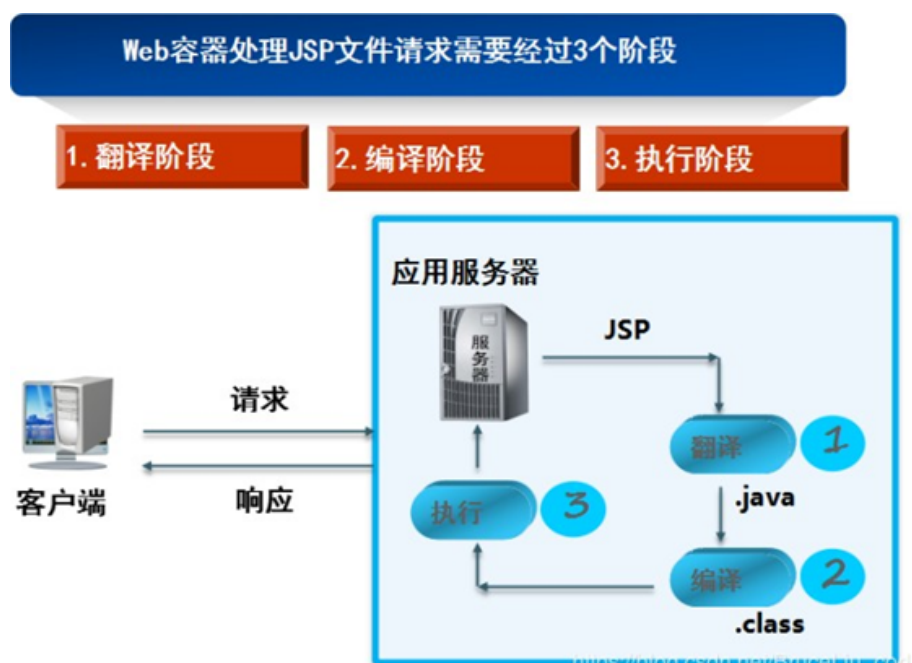 Web容器处理JSP文件请求需要经过3个阶段
1.翻译阶段
2.编译阶段
3.执行阶段
应用服务器
服务器
JSP
请求
响应
客户端
翻译
1
.java
执行
3
编译
2
.class